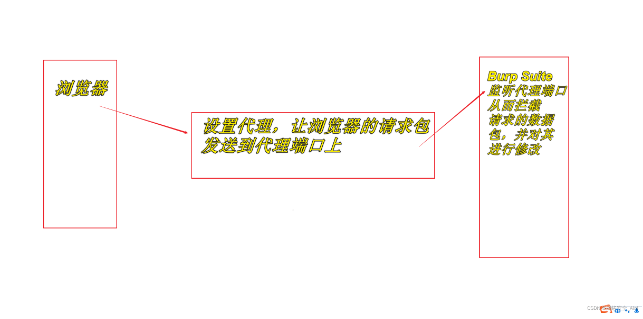 浏览器
设置代理，让浏览器的请求包
发送到代理端口上
Burp Suite
监听代理端口
从而拦截
请求的数据
包，并对其
进行修改